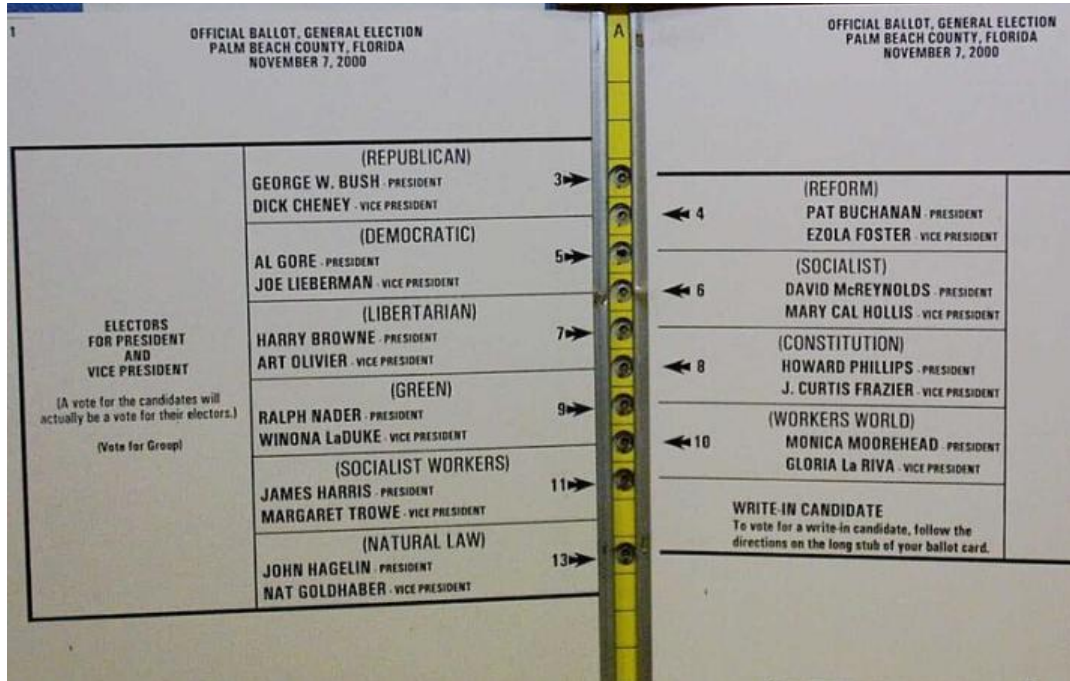 1
OFFICIAL BALLOT, GENERAL ELECTION
PALM BEACH COUNTY, FLORIDA
NOVEMBER 7, 2000
ELECTORS
FOR PRESIDENT
AND
VICE PRESIDENT
(A vote for the candidates will
actually be a vote for their electors.)
(Vote for Group)
(REPUBLICAN)
GEORGE W. BUSH - PRESIDENT 3
DICK CHENEY - VICE PRESIDENT
(DEMOCRATIC)
AL GORE - PRESIDENT 5
JOE LIEBERMAN - VICE PRESIDENT
(LIBERTARIAN)
HARRY BROWNE - PRESIDENT 7
ART OLIVIER - VICE PRESIDENT
(GREEN)
RALPH NADER - PRESIDENT 9
WINONA LaDUKE - VICE PRESIDENT
(SOCIALIST WORKERS)
JAMES HARRIS - PRESIDENT 11
MARGARET TROWE - VICE PRESIDENT
(NATURAL LAW)
JOHN HAGELIN - PRESIDENT 13
NAT GOLDHABER - VICE PRESIDENT
A
OFFICIAL BALLOT, GENERAL ELECTION
PALM BEACH COUNTY, FLORIDA
NOVEMBER 7, 2000
(REFORM)
4 PAT BUCHANAN - PRESIDENT
EZOLA FOSTER - VICE PRESIDENT
(SOCIALIST)
6 DAVID McREYNOLDS - PRESIDENT
MARY CAL HOLLIS - VICE PRESIDENT
(CONSTITUTION)
8 HOWARD PHILLIPS - PRESIDENT
J. CURTIS FRAZIER - VICE PRESIDENT
(WORKERS WORLD)
10 MONICA MOOREHEAD - PRESIDENT
GLORIA La RIVA - VICE PRESIDENT
WRITE-IN CANDIDATE
To vote for a write-in candidate, follow the
directions on the long stub of your ballot card.